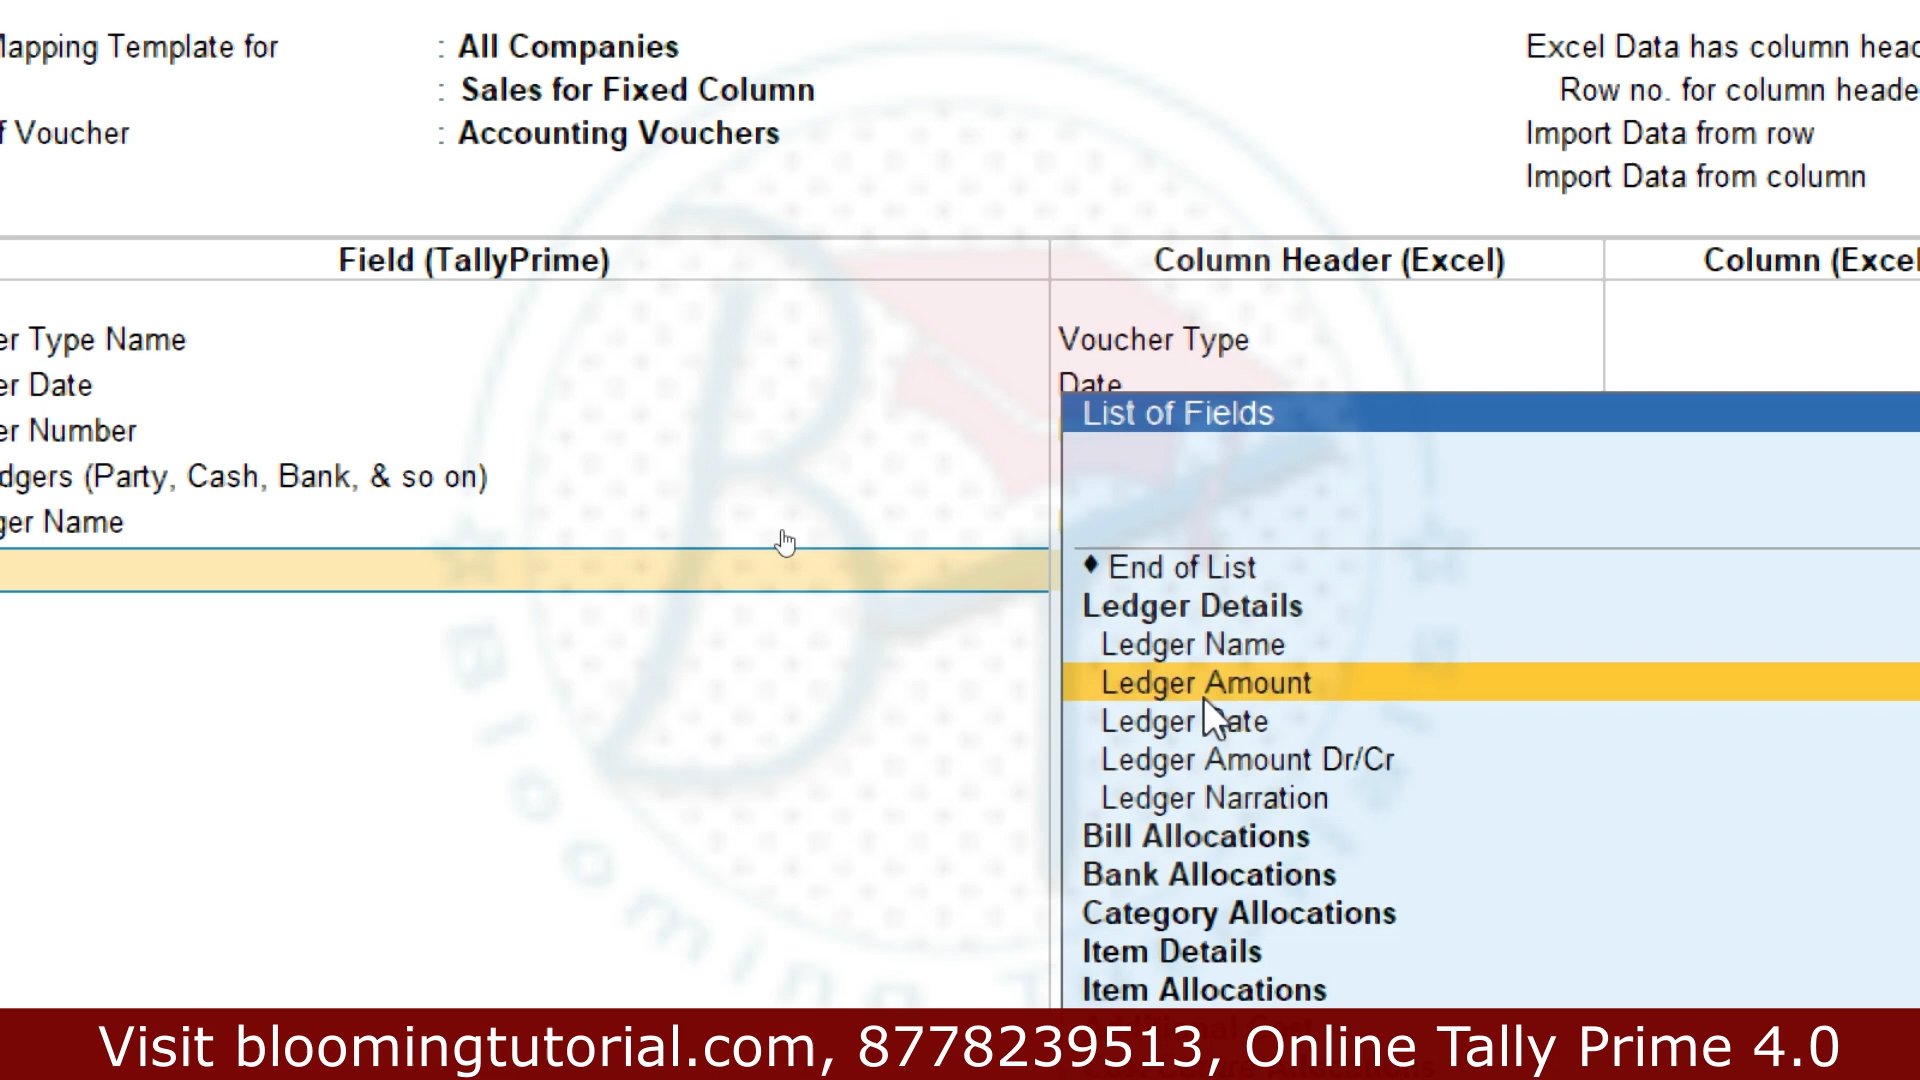 Mapping Template for : All Companies
: Sales for Fixed Column
f Voucher : Accounting Vouchers
Excel Data has column head
Row no. for column heade
Import Data from row
Import Data from column
Field (TallyPrime) Column Header (Excel) Column (Excel
er Type Name Voucher Type
er Date Date
er Number
dgers (Party, Cash, Bank, & so on)
ger Name
List of Fields
♦ End of List
Ledger Details
Ledger Name
Ledger Amount
Ledger Date
Ledger Amount Dr/Cr
Ledger Narration
Bill Allocations
Bank Allocations
Category Allocations
Item Details
Item Allocations
Blooming T
Visit bloomingtutorial.com, 8778239513, Online Tally Prime 4.0